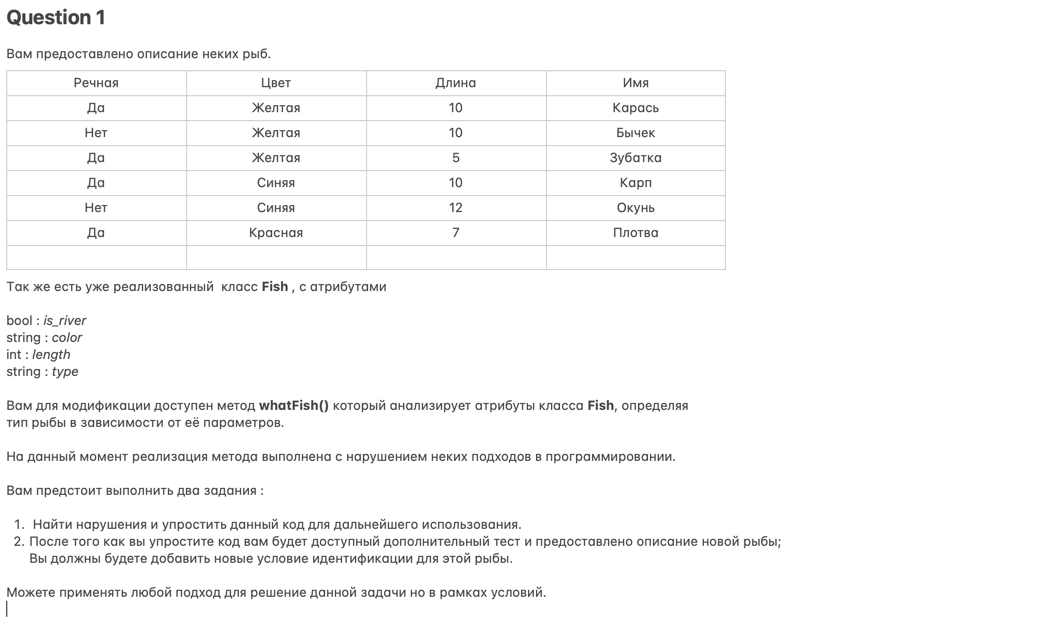 Question 1
Вам предоставлено описание неких рыб.
Речная Цвет Длина Имя
Да Желтая 10 Карась
Нет Желтая 10 Бычек
Да Желтая 5 Зубатка
Да Синяя 10 Карп
Нет Синяя 12 Окунь
Да Красная 7 Плотва
Так же есть уже реализованный класс Fish , с атрибутами
bool : is_river
string : color
int : length
string : type
Вам для модификации доступен метод whatFish() который анализирует атрибуты класса Fish, определяя
тип рыбы в зависимости от её параметров.
На данный момент реализация метода выполнена с нарушением неких подходов в программировании.
Вам предстоит выполнить два задания :
1. Найти нарушения и упростить данный код для дальнейшего использования.
2. После того как вы упростите код вам будет доступный дополнительный тест и предоставлено описание новой рыбы;
Вы должны будете добавить новые условие идентификации для этой рыбы.
Можете применять любой подход для решение данной задачи но в рамках условий.